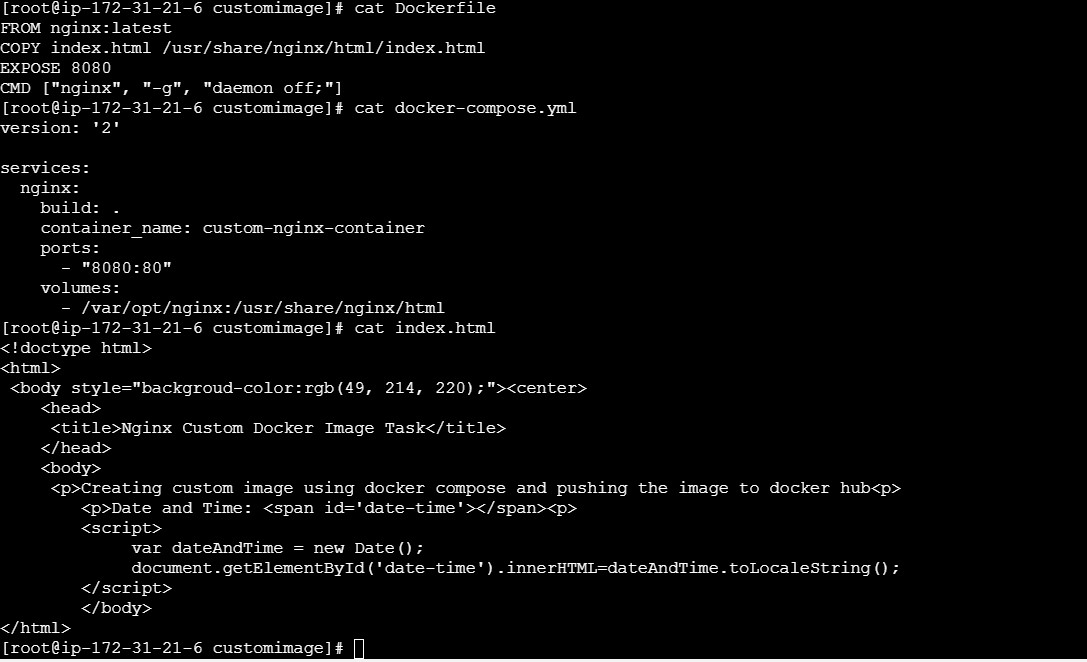 [root@ip-172-31-21-6 customimage]# cat Dockerfile
FROM nginx:latest
COPY index.html /usr/share/nginx/html/index.html
EXPOSE 8080
CMD ["nginx", "-g", "daemon off;"]
[root@ip-172-31-21-6 customimage]# cat docker-compose.yml
version: '2'
services:
  nginx:
    build: .
    container_name: custom-nginx-container
    ports:
      - "8080:80"
    volumes:
      - /var/opt/nginx:/usr/share/nginx/html
[root@ip-172-31-21-6 customimage]# cat index.html
<!doctype html>
<html>
 <body style="backgroud-color:rgb(49, 214, 220);"><center>
    <head>
     <title>Nginx Custom Docker Image Task</title>
    </head>
    <body>
     <p>Creating custom image using docker compose and pushing the image to docker hub<p>
        <p>Date and Time: <span id='date-time'></span><p>
        <script>
             var dateAndTime = new Date();
             document.getElementById('date-time').innerHTML=dateAndTime.toLocaleString();
        </script>
        </body>
</html>
[root@ip-172-31-21-6 customimage]#